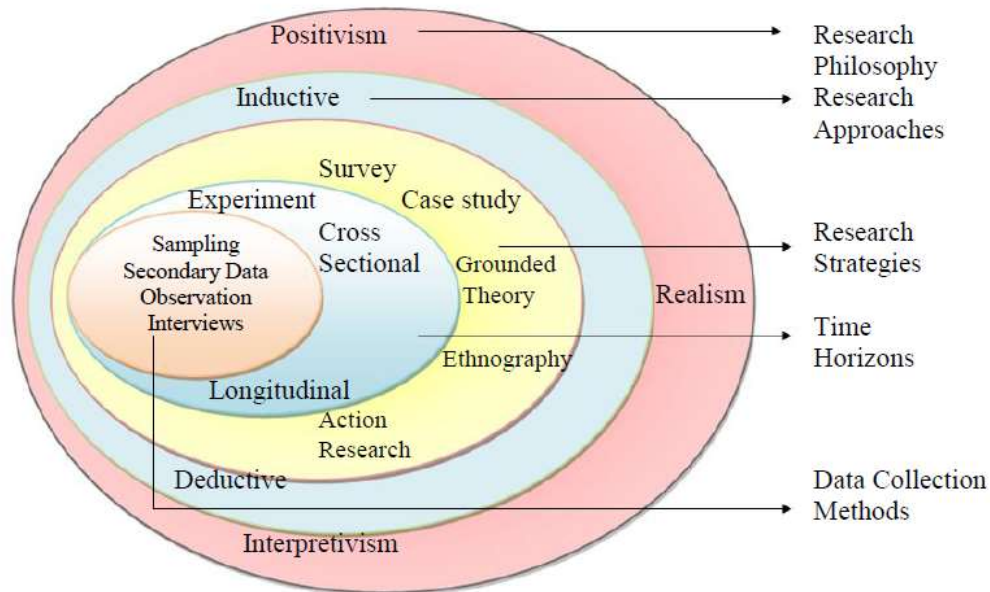 Positivism
Research
Philosophy
Inductive
Research
Approaches
Survey
Experiment
Case study
Cross
Sectional
Sampling
Secondary Data
Observation
Interviews
Grounded
Theory
Research
Strategies
Realism
Time
Horizons
Ethnography
Longitudinal
Action
Research
Deductive
Data Collection
Methods
Interpretivism